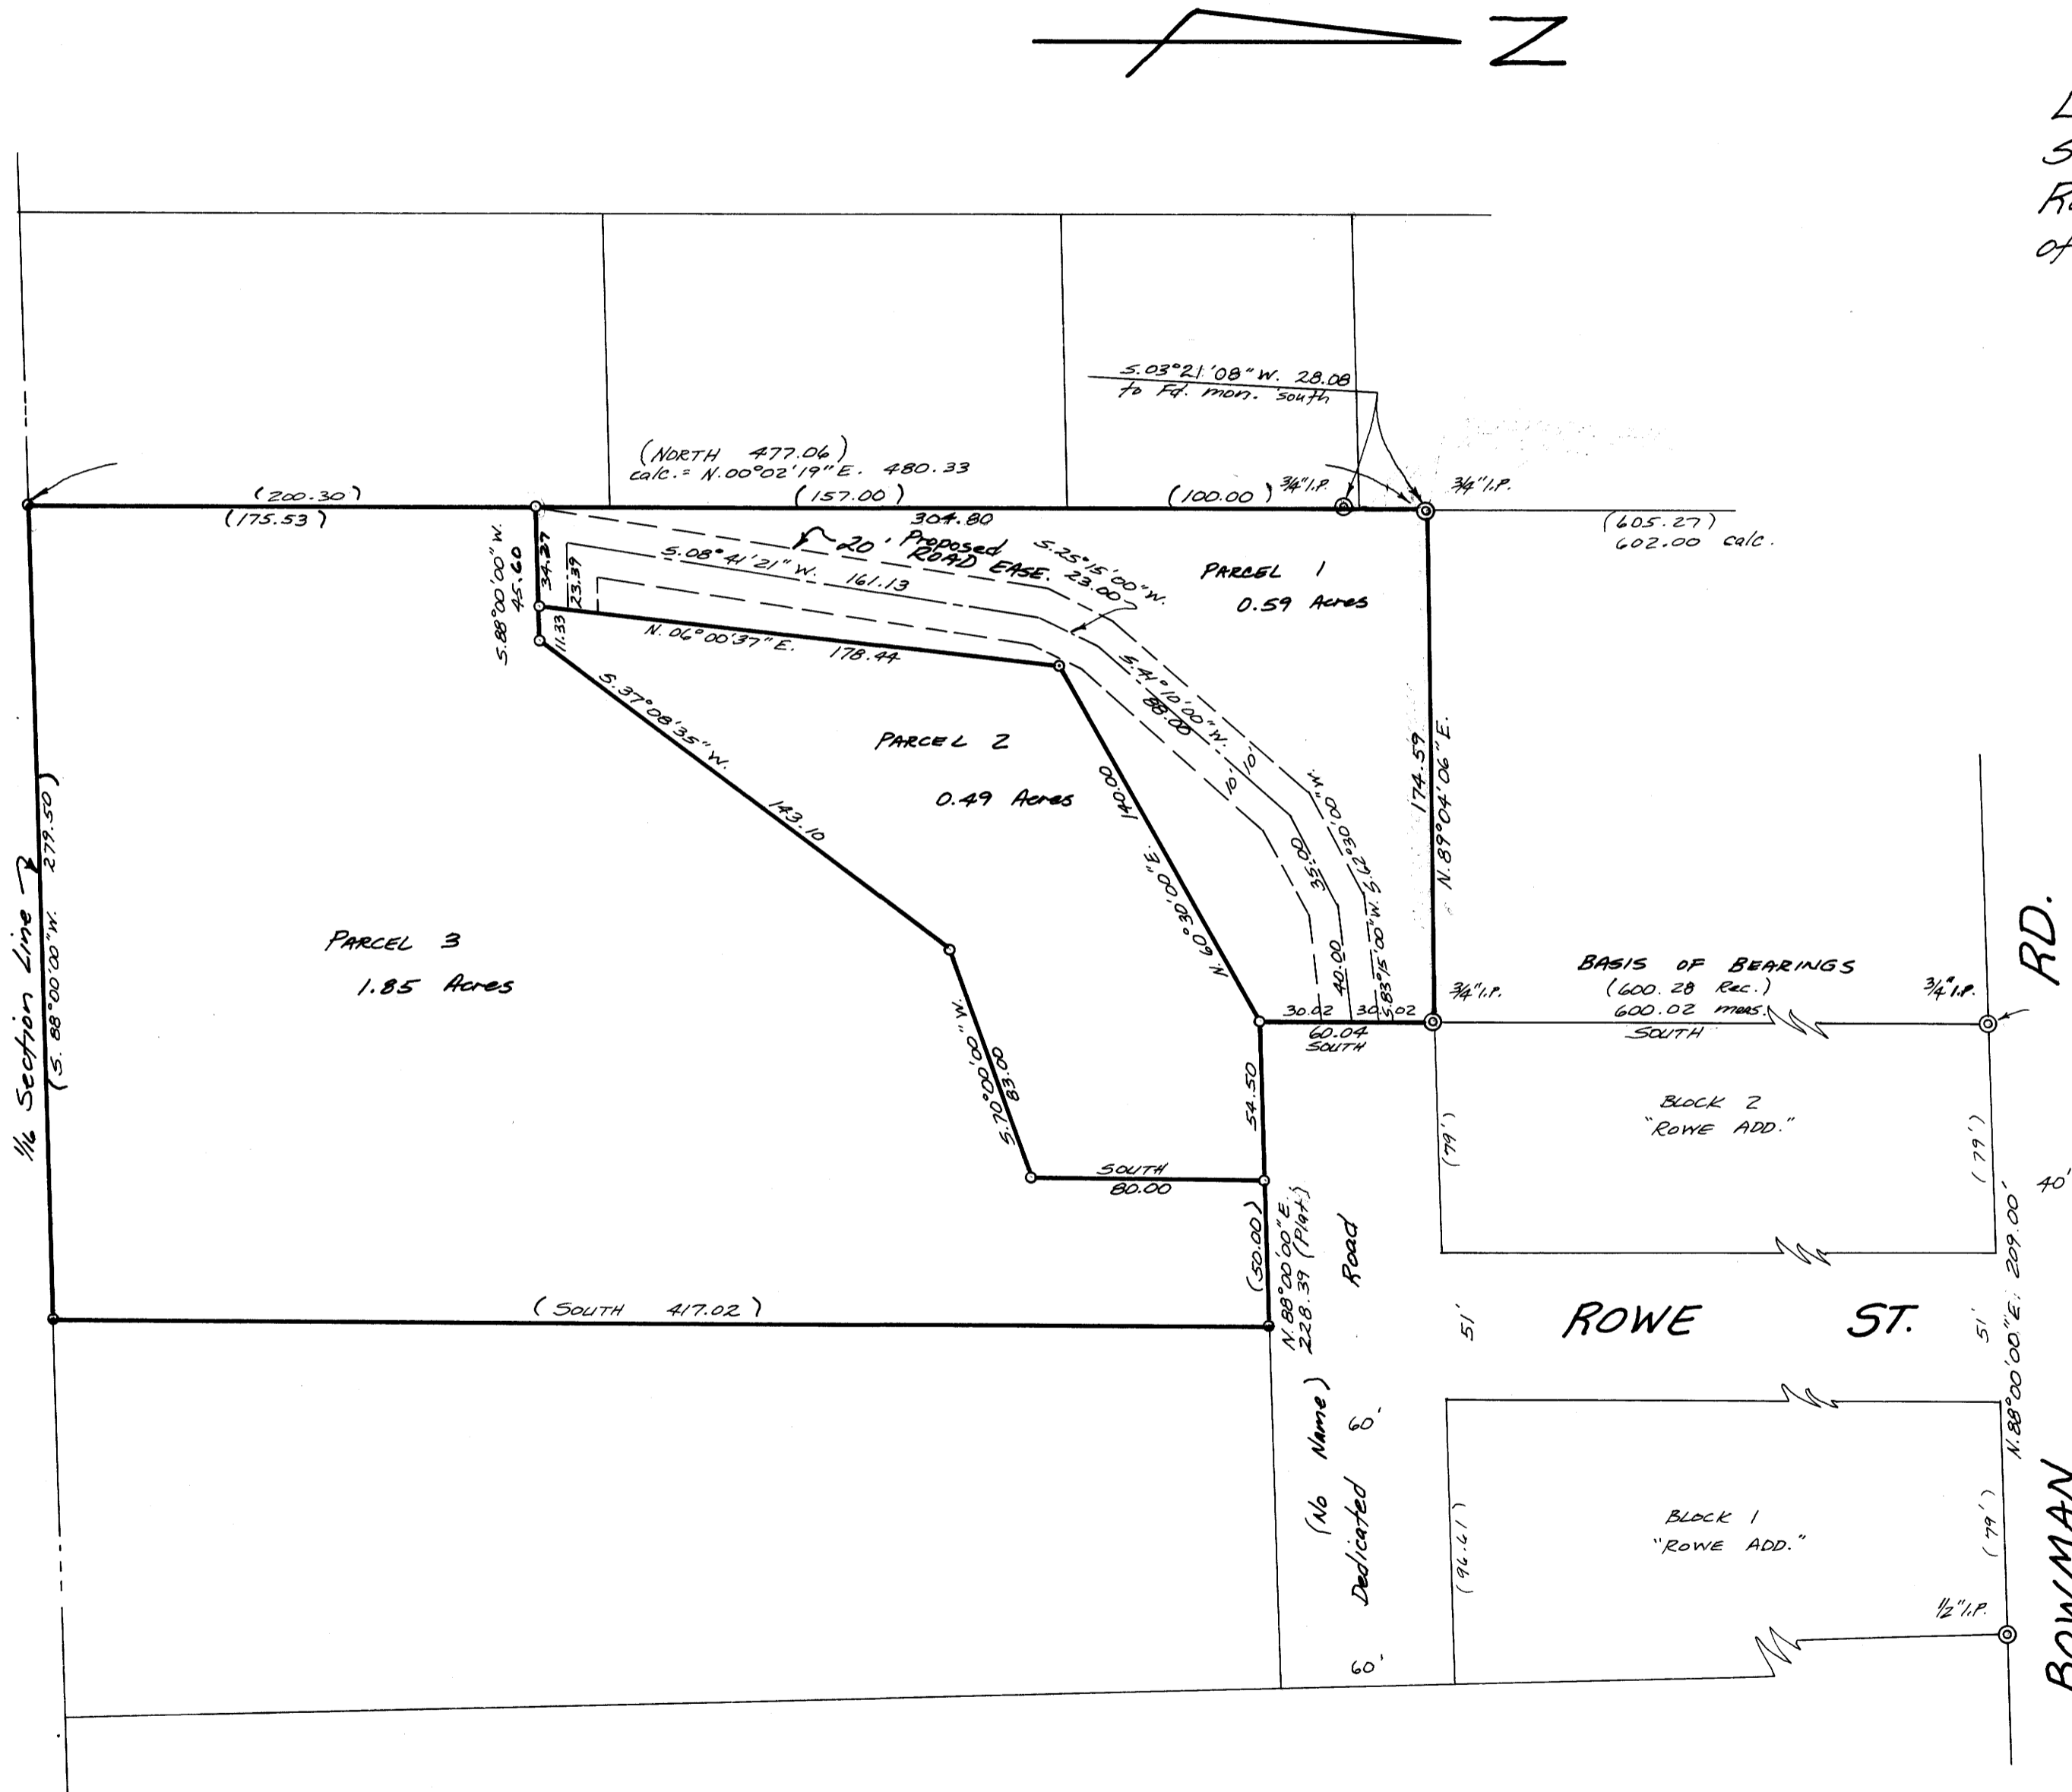 N
S.03°21'08"W. 28.08
to Fd. mon. south
(NORTH 477.06)
calc.= N.00°02'19"E. 480.33
(200.30)
(175.53)
(157.00)
(100.00)
304.80
3/4" I.P.
3/4" I.P.
(605.27)
602.00 calc.
20' Proposed
ROAD EASE.
S.25°15'00"W.
23.00
S.08°41'21"W. 161.13
S.88°00'00"W.
45.60
34.27
23.39
11.33
N.06°00'37"E. 178.44
PARCEL 1
0.59 Acres
S.41°10'00"W.
88.00
10'
10'
S.37°08'35"W.
143.10
PARCEL 2
0.49 Acres
140.00
N.60°30'00"E.
174.59
N.89°04'06"E.
S.62°30'00"W.
35.00
S.83°15'00"W.
40.00
30.02
30.02
60.04
SOUTH
1/16 Section Line
(S.88°00'00"W. 279.50)
PARCEL 3
1.85 Acres
S.70°00'00"W.
83.00
SOUTH
80.00
54.50
(50.00)
(SOUTH 417.02)
N.88°00'00"E.
228.39 (Plat)
(No Name)
Dedicated Road
60'
60'
3/4" I.P.
BASIS OF BEARINGS
(600.28 Rec.)
600.02 meas.
SOUTH
3/4" I.P.
BLOCK 2
"ROWE ADD."
(79')
(79')
40'
51'
ROWE ST.
51'
N.88°00'00"E. 209.00'
BLOCK 1
"ROWE ADD."
(96.61)
(79')
1/2" I.P.
BOWMAN RD.
of